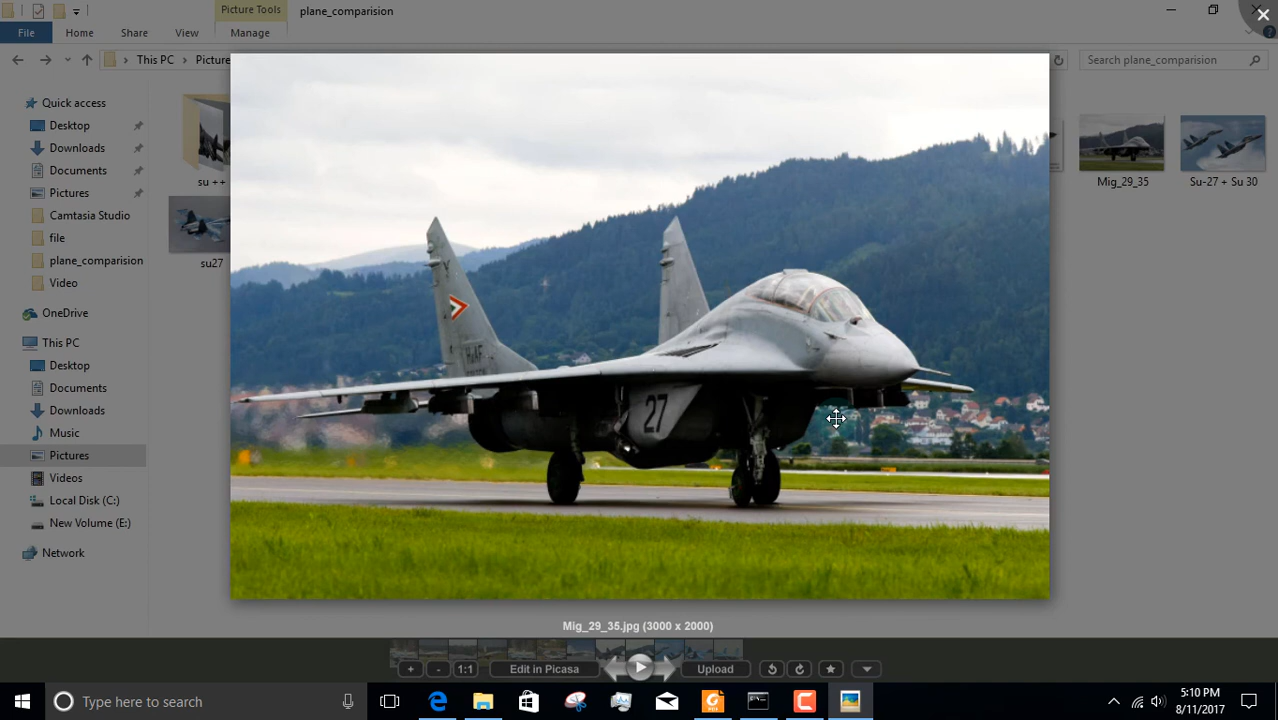 Picture Tools
plane_comparision
File
Home
Share
View
Manage
This PC
Picture
Search plane_comparision
Quick access
Desktop
Downloads
Documents
Pictures
Camtasia Studio
file
plane_comparision
Video
OneDrive
This PC
Desktop
Documents
Downloads
Music
Pictures
Videos
Local Disk (C:)
New Volume (E:)
Network
su ++
su27
Mig_29_35
Su-27 + Su 30
27
Mig_29_35.jpg (3000 x 2000)
+
-
1:1
Edit in Picasa
Upload
Type here to search
5:10 PM
8/11/2017